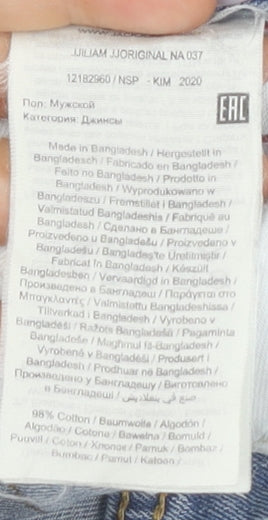 JJILIAM JJORIGINAL NA 037
12182960 / NSP - KIM 2020
Пол: Мужской
Категория: Джинсы
EAC
Made in Bangladesh / Hergestellt in
Bangladesch / Fabricado en Bangladesh /
Feito no Bangladesh / Prodotto in
Bangladesh / Wyprodukowano w
Bangladeszu / Fremstillet i Bangladesh /
Valmistatud Bangladeshis / Fabriqué au
Bangladesh / Сделано в Бангладеше /
Proizvedeno u Bangladešu / Proizvedeno v
Bangladešu / Bangladeş'te Üretilmiştir /
Fabricat în Bangladesh / Készült
Bangladesben / Vervaardigd in Bangladesh /
Произведено в Бангладеш / Παράγεται στο
Μπαγκλαντές / Valmistettu Bangladeshissa /
Tillverkad i Bangladesh / Vyrobeno v
Bangladéši / Ražots Bangladešā / Pagaminta
Bangladeše / Maghmul fil-Bangladesh /
Vyrobené v Bangladéši / Produsert i
Bangladesh / Prodhuar në Bangladesh /
Произведено у Бангладешу / Виготовлено
в Бангладеші / صنع في بنغلاديش
98% Cotton / Baumwolle / Algodón /
Algodão / Cotone / Bawełna / Bomuld /
Puuvill / Coton / Хлопок / Pamuk / Bombaž /
Bumbac / Pamut / Katoen /